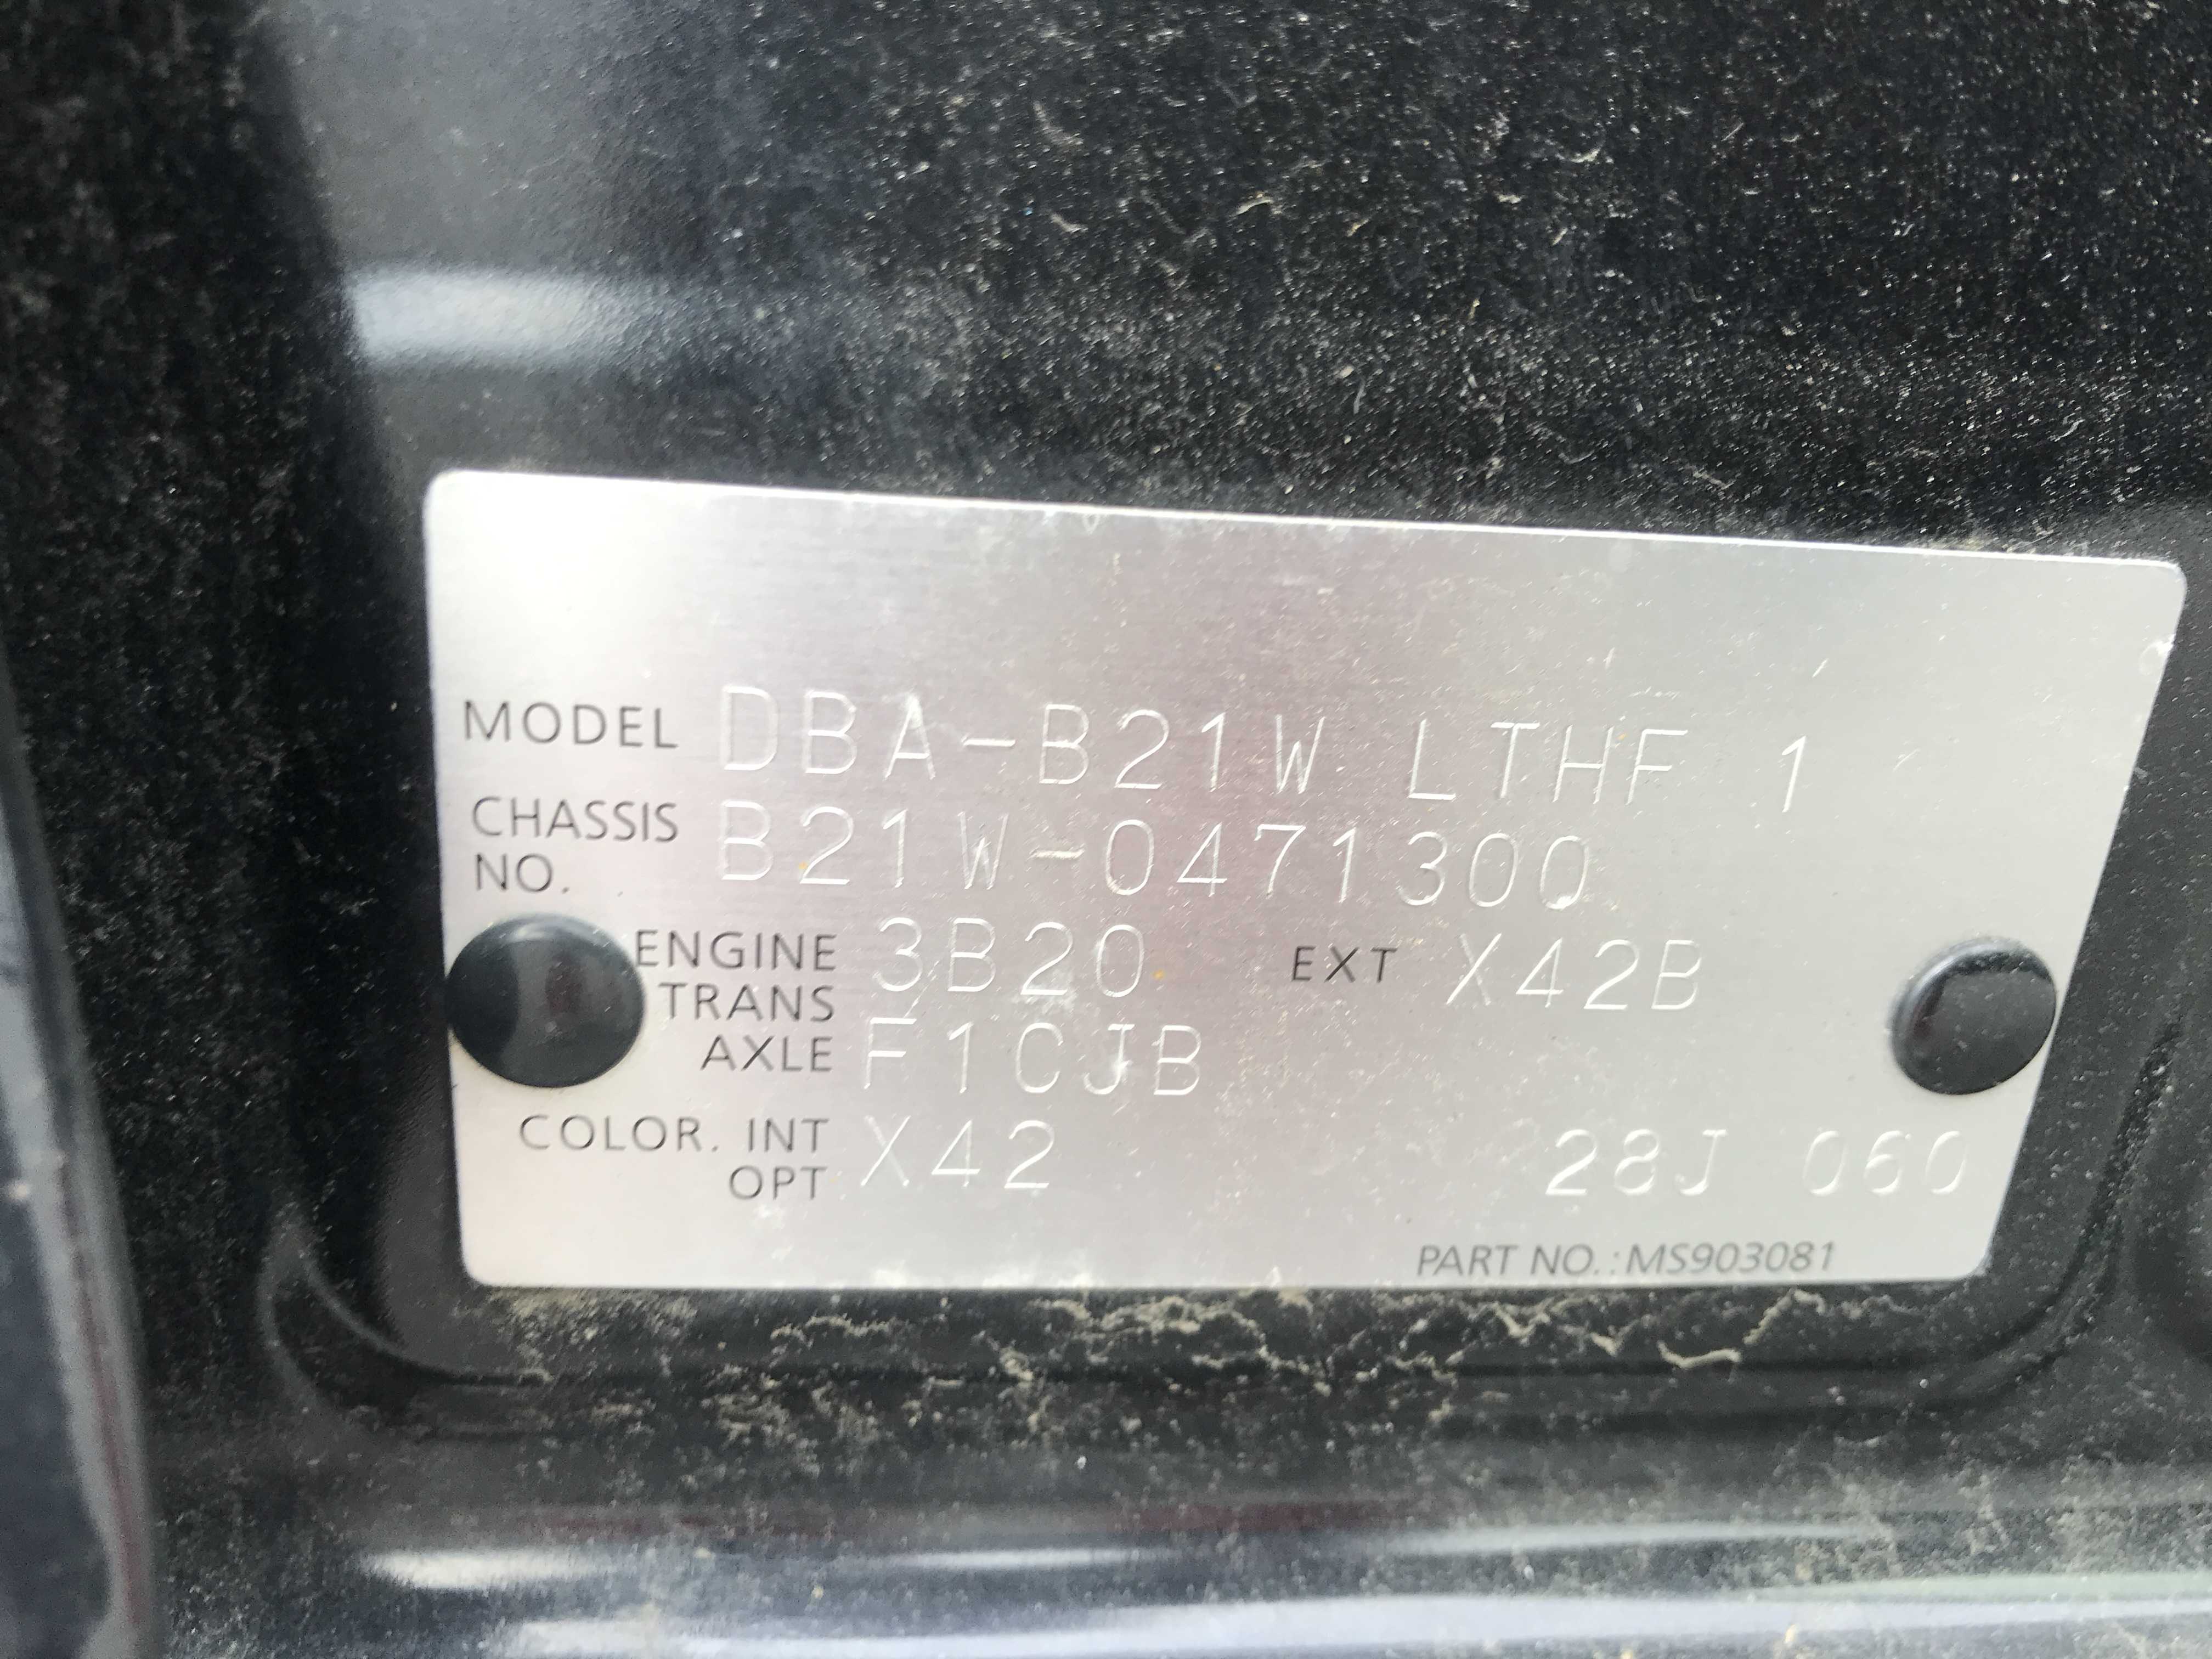 MODEL DBA-B21W LTHF 1
CHASSIS NO. B21W-0471300
ENGINE 3B20 EXT X42B
TRANS AXLE F1CJB
COLOR. INT OPT X42 28J 060
PART NO.: MS903081